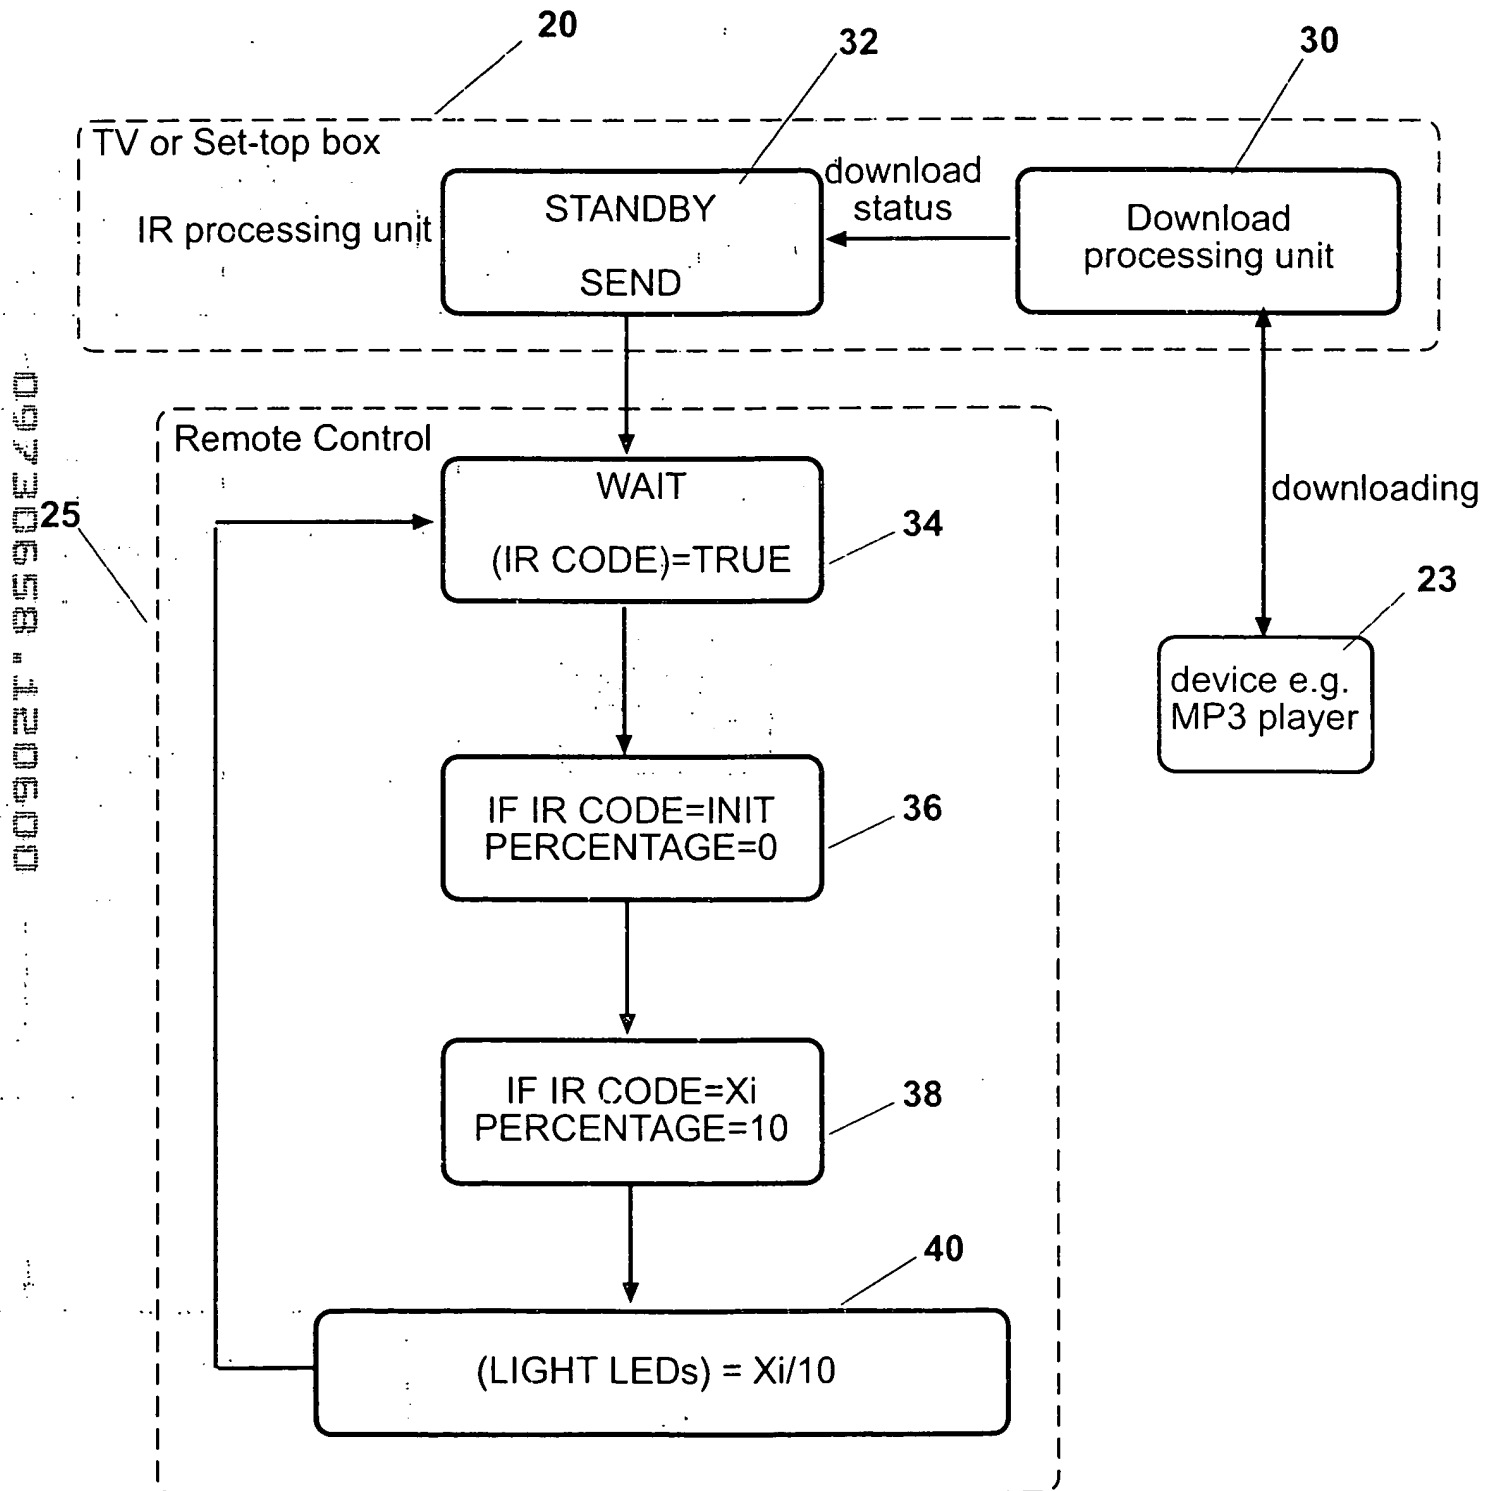 20
32
30
TV or Set-top box
IR processing unit
STANDBY
SEND
download
status
Download
processing unit
Remote Control
WAIT
(IR CODE)=TRUE
25
34
downloading
23
device e.g.
MP3 player
IF IR CODE=INIT
PERCENTAGE=0
36
IF IR CODE=Xi
PERCENTAGE=10
38
40
(LIGHT LEDs) = Xi/10
09730658.120600